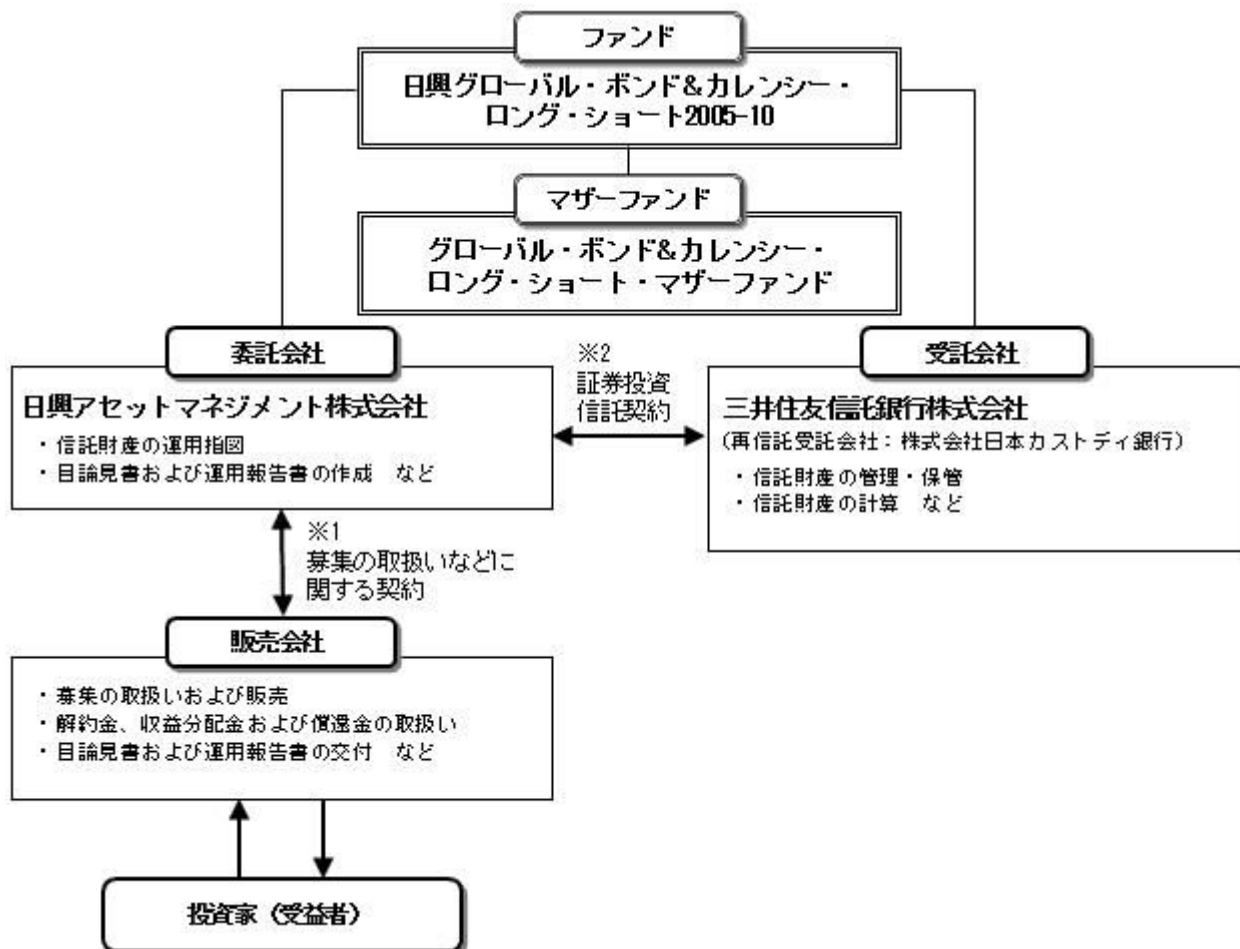 ファンド
日興グローバル・ボンド&カレンシー・
ロング・ショート2005-10
マザーファンド
グローバル・ボンド&カレンシー・
ロング・ショート・マザーファンド
委託会社
日興アセットマネジメント株式会社
・信託財産の運用指図
・目論見書および運用報告書の作成　など
※2
証券投資
信託契約
受託会社
三井住友信託銀行株式会社
(再信託受託会社：株式会社日本カストディ銀行)
・信託財産の管理・保管
・信託財産の計算　など
※1
募集の取扱いなどに
関する契約
販売会社
・募集の取扱いおよび販売
・解約金、収益分配金および償還金の取扱い
・目論見書および運用報告書の交付　など
投資家（受益者）